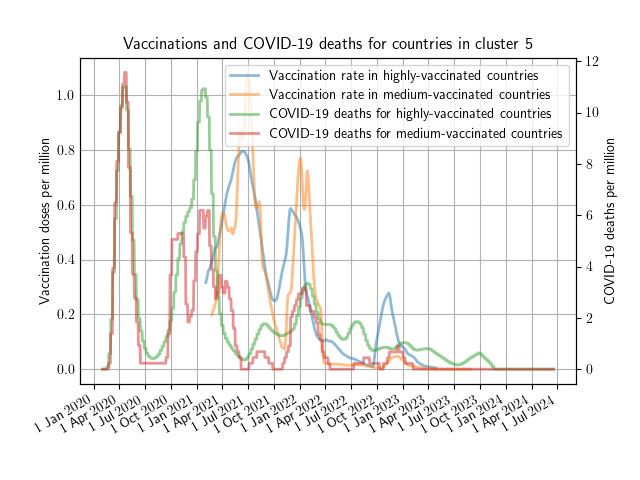 Vaccinations and COVID-19 deaths for countries in cluster 5
Vaccination rate in highly-vaccinated countries
Vaccination rate in medium-vaccinated countries
COVID-19 deaths for highly-vaccinated countries
COVID-19 deaths for medium-vaccinated countries
Vaccination doses per million
1.0
0.8
0.6
0.4
0.2
0.0
COVID-19 deaths per million
12
10
8
6
4
2
0
1 Jan 2020
1 Apr 2020
1 Jul 2020
1 Oct 2020
1 Jan 2021
1 Apr 2021
1 Jul 2021
1 Oct 2021
1 Jan 2022
1 Apr 2022
1 Jul 2022
1 Oct 2022
1 Jan 2023
1 Apr 2023
1 Jul 2023
1 Oct 2023
1 Jan 2024
1 Apr 2024
1 Jul 2024